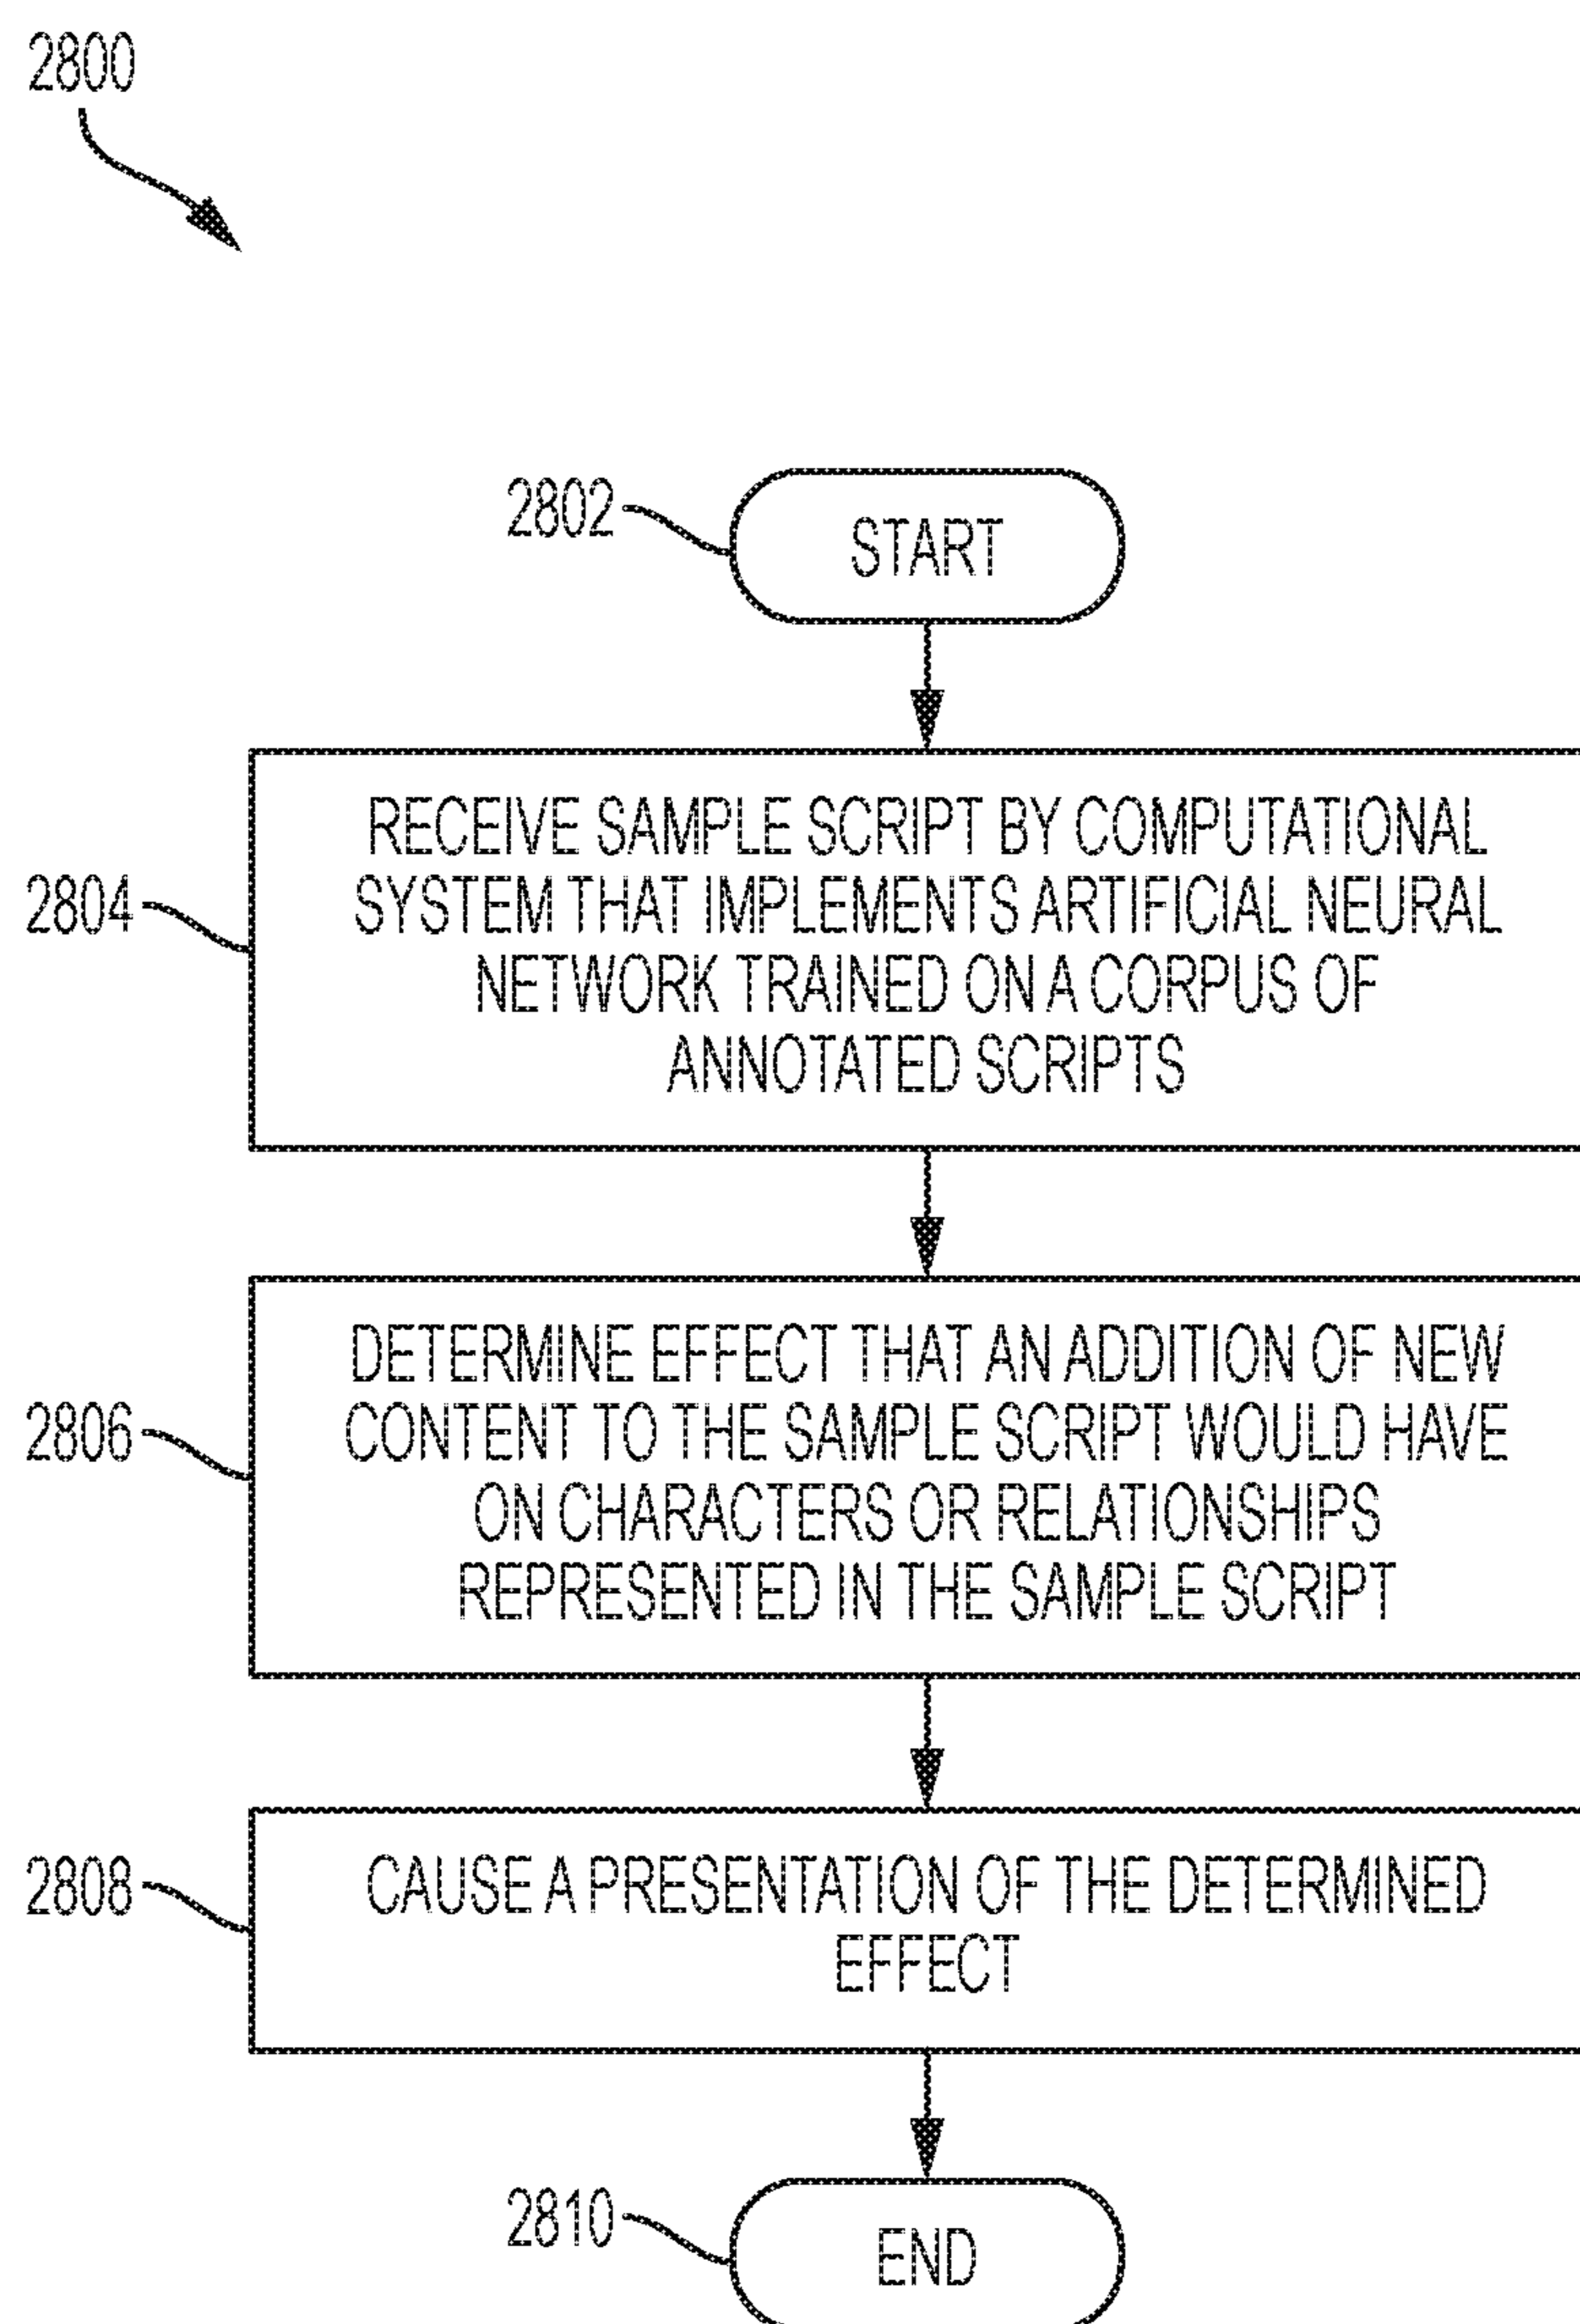 2800
2802
START
2804
RECEIVE SAMPLE SCRIPT BY COMPUTATIONAL
SYSTEM THAT IMPLEMENTS ARTIFICIAL NEURAL
NETWORK TRAINED ON A CORPUS OF
ANNOTATED SCRIPTS
2806
DETERMINE EFFECT THAT AN ADDITION OF NEW
CONTENT TO THE SAMPLE SCRIPT WOULD HAVE
ON CHARACTERS OR RELATIONSHIPS
REPRESENTED IN THE SAMPLE SCRIPT
2808
CAUSE A PRESENTATION OF THE DETERMINED
EFFECT
2810
END